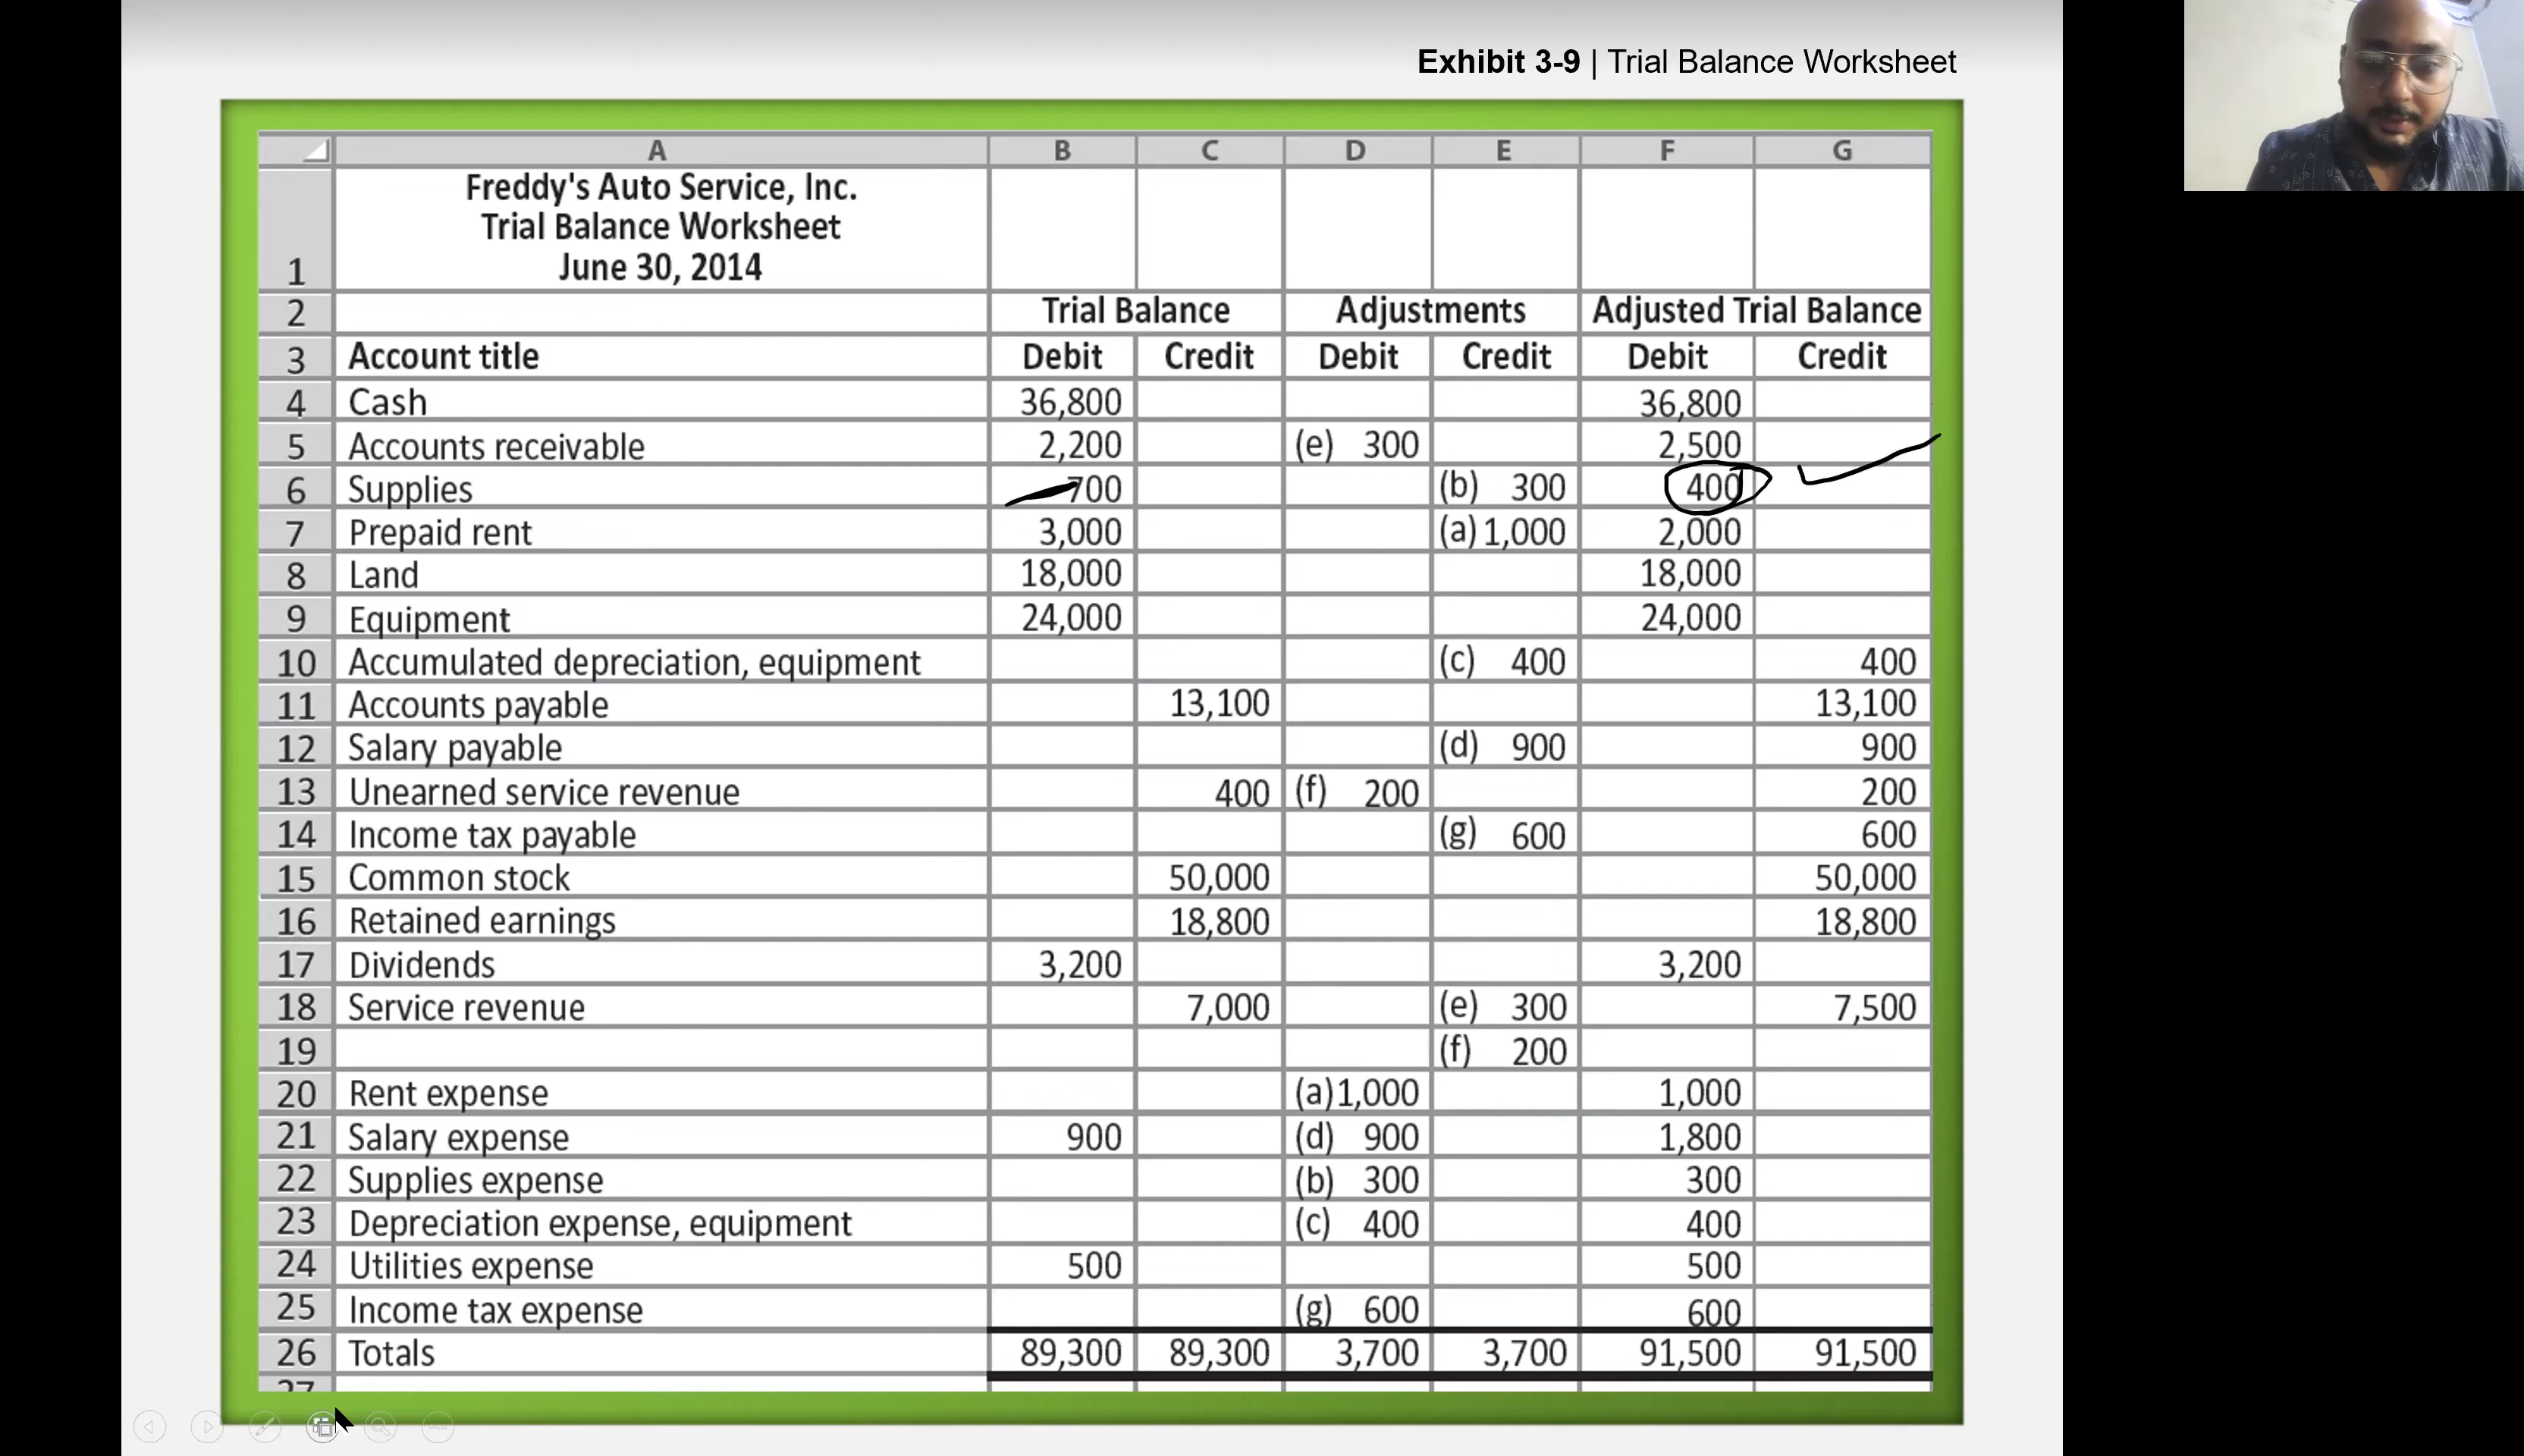 Exhibit 3-9 | Trial Balance Worksheet
A B C D E F G
Freddy's Auto Service, Inc.
Trial Balance Worksheet
1 June 30, 2014
2 Trial Balance Adjustments Adjusted Trial Balance
3 Account title Debit Credit Debit Credit Debit Credit
4 Cash 36,800 36,800
5 Accounts receivable 2,200 (e) 300 2,500
6 Supplies 700 (b) 300 400
7 Prepaid rent 3,000 (a) 1,000 2,000
8 Land 18,000 18,000
9 Equipment 24,000 24,000
10 Accumulated depreciation, equipment (c) 400 400
11 Accounts payable 13,100 13,100
12 Salary payable (d) 900 900
13 Unearned service revenue 400 (f) 200 200
14 Income tax payable (g) 600 600
15 Common stock 50,000 50,000
16 Retained earnings 18,800 18,800
17 Dividends 3,200 3,200
18 Service revenue 7,000 (e) 300 7,500
19 (f) 200
20 Rent expense (a) 1,000 1,000
21 Salary expense 900 (d) 900 1,800
22 Supplies expense (b) 300 300
23 Depreciation expense, equipment (c) 400 400
24 Utilities expense 500 500
25 Income tax expense (g) 600 600
26 Totals 89,300 89,300 3,700 3,700 91,500 91,500
27